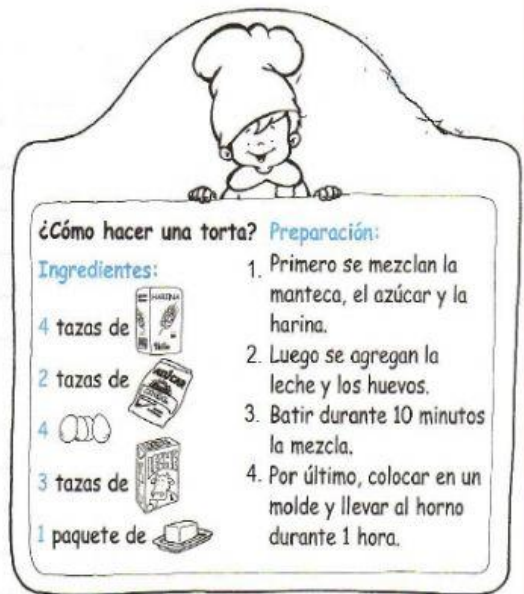 ¿Cómo hacer una torta?
Ingredientes:
4 tazas de
HARINA
2 tazas de
AZÚCAR
4
3 tazas de
1 paquete de
Preparación:
1. Primero se mezclan la
manteca, el azúcar y la
harina.
2. Luego se agregan la
leche y los huevos.
3. Batir durante 10 minutos
la mezcla.
4. Por último, colocar en un
molde y llevar al horno
durante 1 hora.